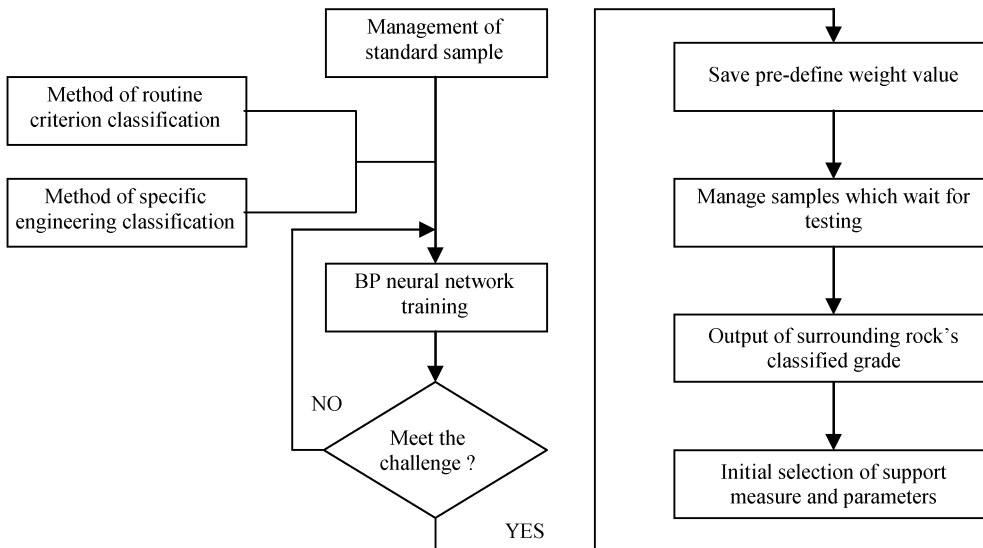 Management of
standard sample
Method of routine
criterion classification
Method of specific
engineering classification
BP neural network
training
NO
Meet the
challenge ?
YES
Save pre-define weight value
Manage samples which wait for
testing
Output of surrounding rock’s
classified grade
Initial selection of support
measure and parameters